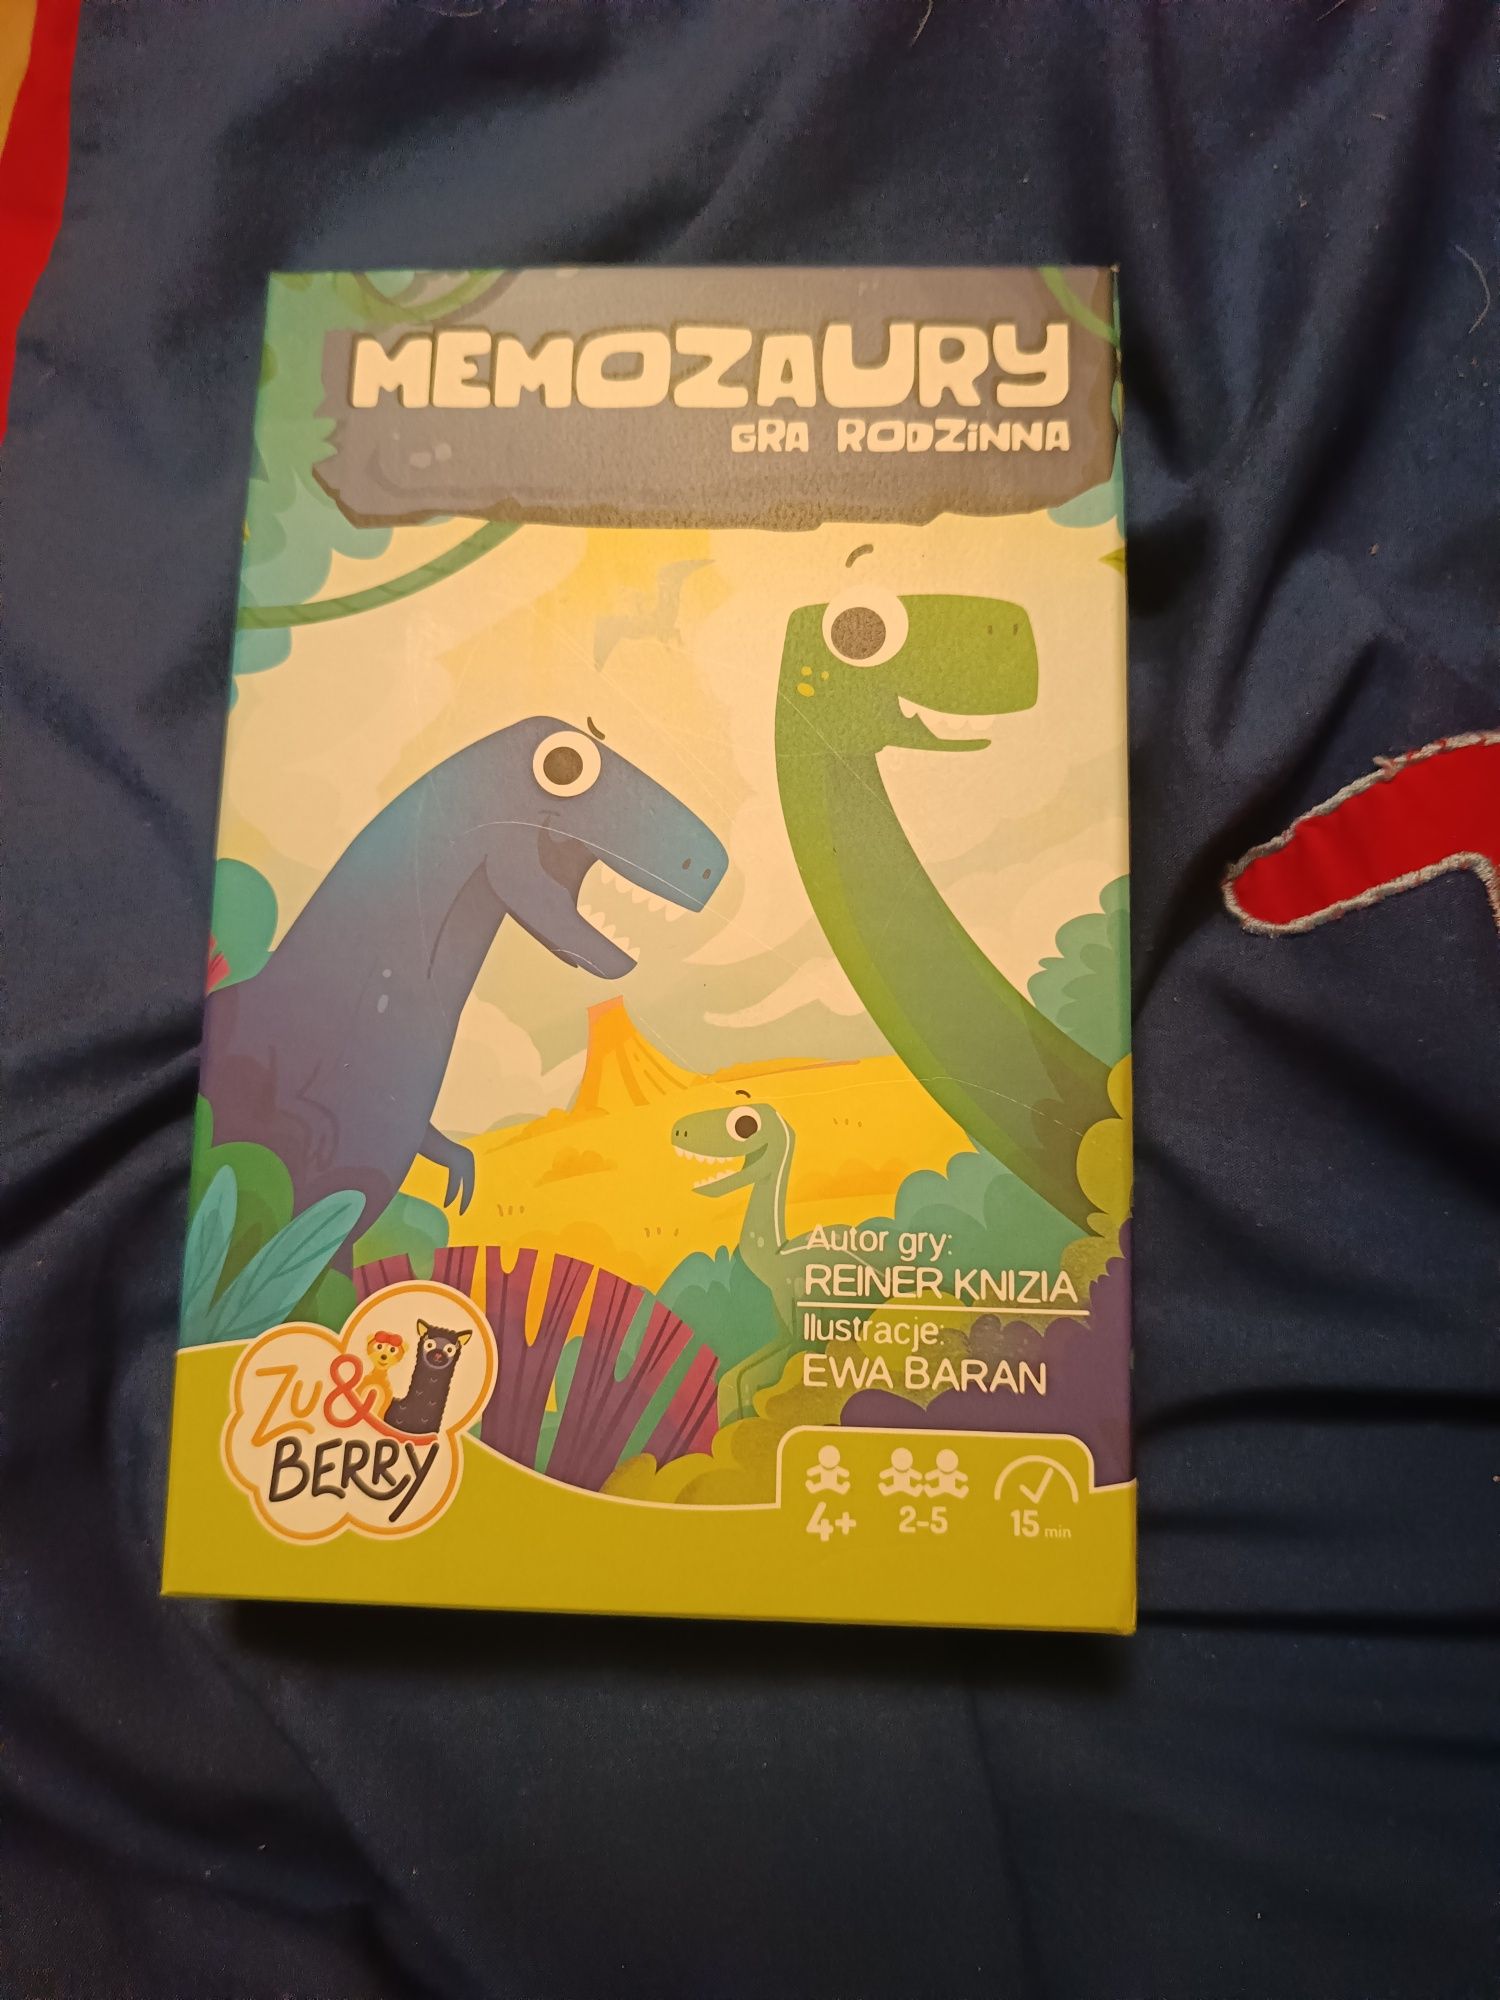 MEMOZAURY
GRA RODZINNA
Autor gry:
REINER KNIZIA
Ilustracje:
EWA BARAN
Zu&
BERRY
4+
2-5
15 min